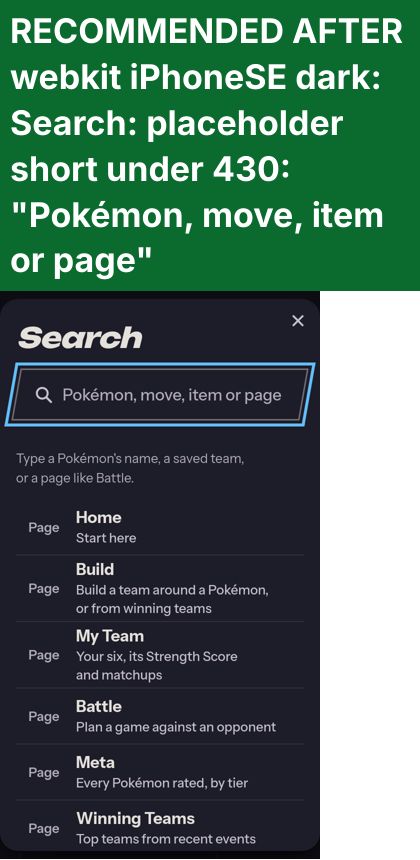 RECOMMENDED AFTER
webkit iPhoneSE dark:
Search: placeholder
short under 430:
"Pokémon, move, item
or page"
Search
Pokémon, move, item or page
Type a Pokémon's name, a saved team,
or a page like Battle.
Page
Home
Start here
Page
Build
Build a team around a Pokémon,
or from winning teams
Page
My Team
Your six, its Strength Score
and matchups
Page
Battle
Plan a game against an opponent
Page
Meta
Every Pokémon rated, by tier
Page
Winning Teams
Top teams from recent events